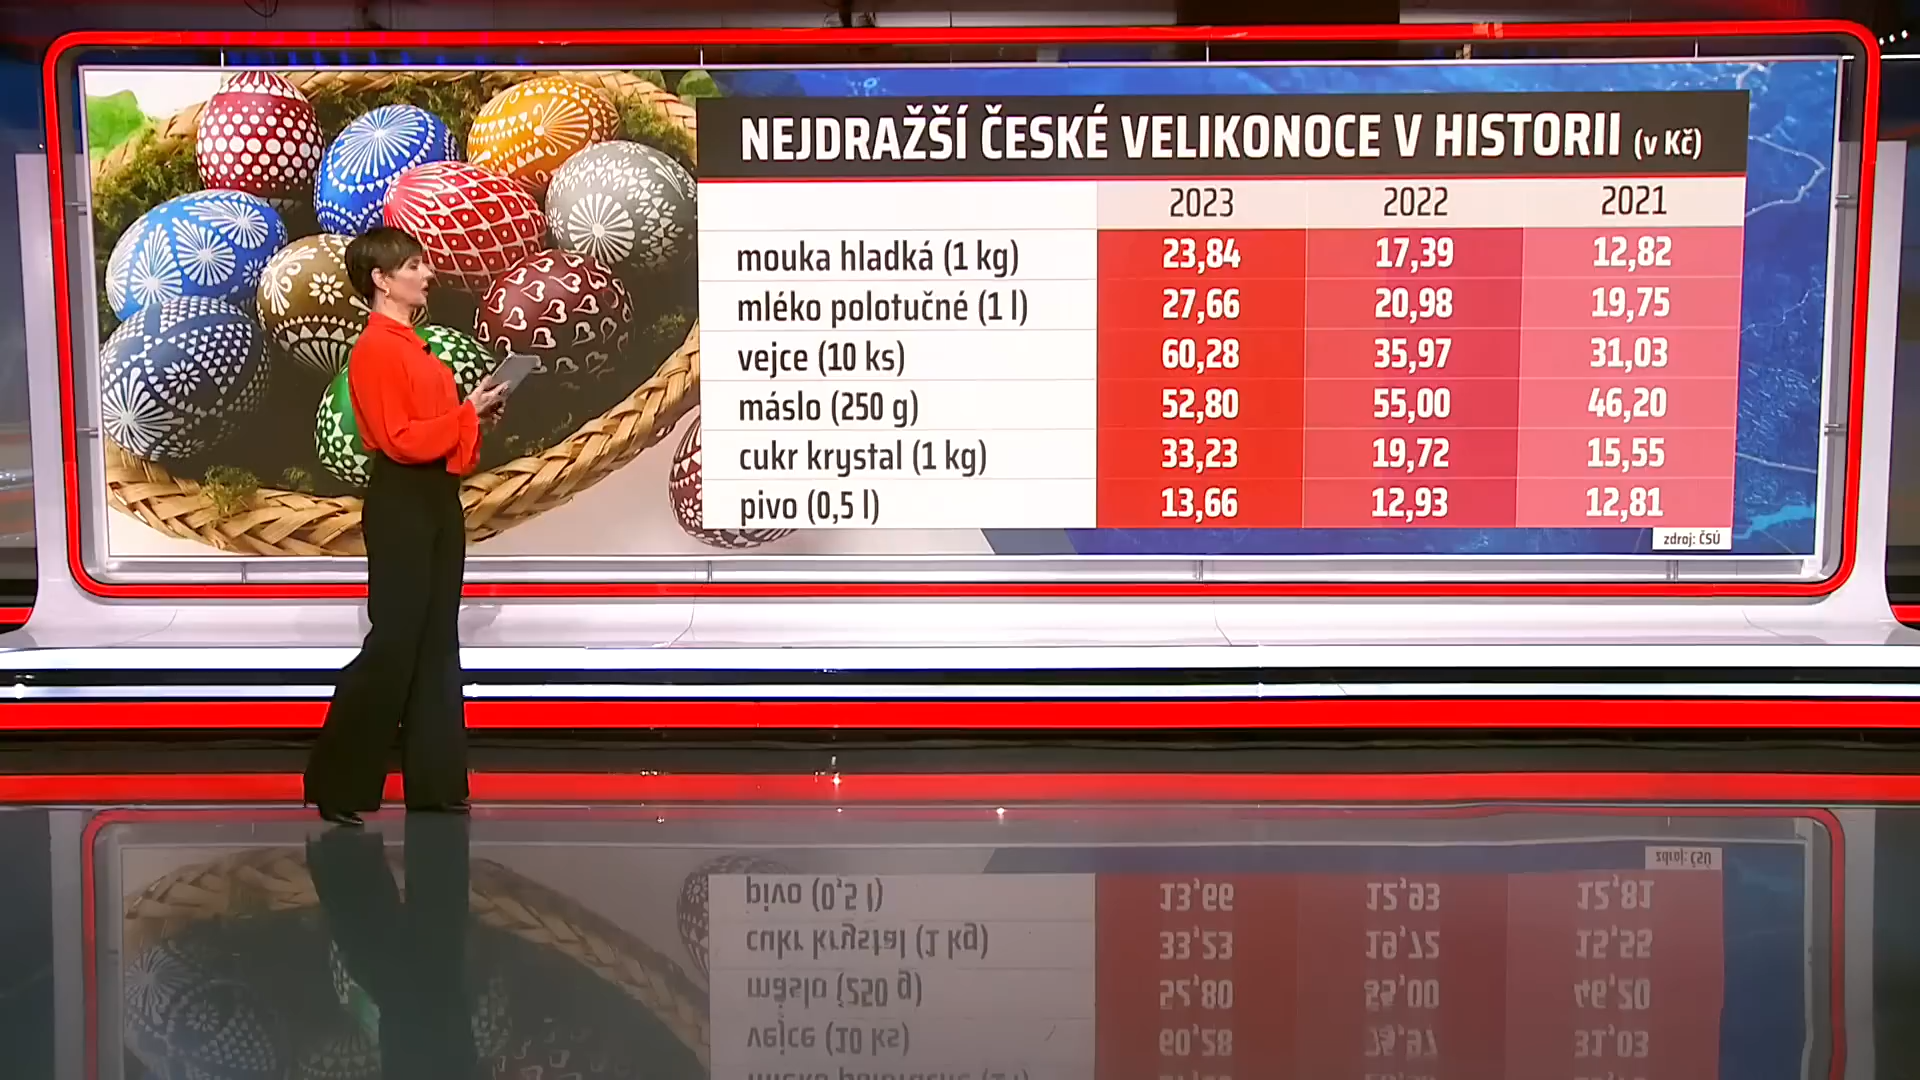 NEJDRAŽŠÍ ČESKÉ VELIKONOCE V HISTORII (v Kč)
2023 2022 2021
mouka hladká (1 kg) 23,84 17,39 12,82
mléko polotučné (1 l) 27,66 20,98 19,75
vejce (10 ks) 60,28 35,97 31,03
máslo (250 g) 52,80 55,00 46,20
cukr krystal (1 kg) 33,23 19,72 15,55
pivo (0,5 l) 13,66 12,93 12,81
zdroj: ČSÚ